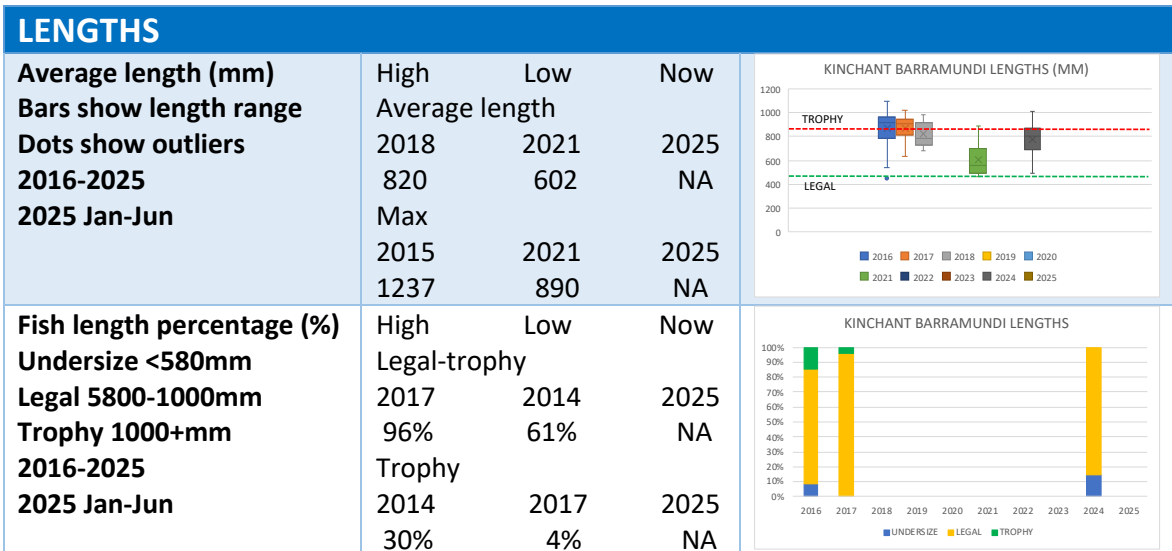 LENGTHS
Average length (mm)
Bars show length range
Dots show outliers
2016-2025
2025 Jan-Jun
High Low Now
Average length
2018 2021 2025
820 602 NA
Max
2015 2021 2025
1237 890 NA
KINCHANT BARRAMUNDI LENGTHS (MM)
1200
1000
800
600
400
200
0
TROPHY
LEGAL
2016 2017 2018 2019 2020
2021 2022 2023 2024 2025
Fish length percentage (%)
Undersize <580mm
Legal 5800-1000mm
Trophy 1000+mm
2016-2025
2025 Jan-Jun
High Low Now
Legal-trophy
2017 2014 2025
96% 61% NA
Trophy
2014 2017 2025
30% 4% NA
KINCHANT BARRAMUNDI LENGTHS
100%
90%
80%
70%
60%
50%
40%
30%
20%
10%
0%
2016 2017 2018 2019 2020 2021 2022 2023 2024 2025
UNDERSIZE LEGAL TROPHY